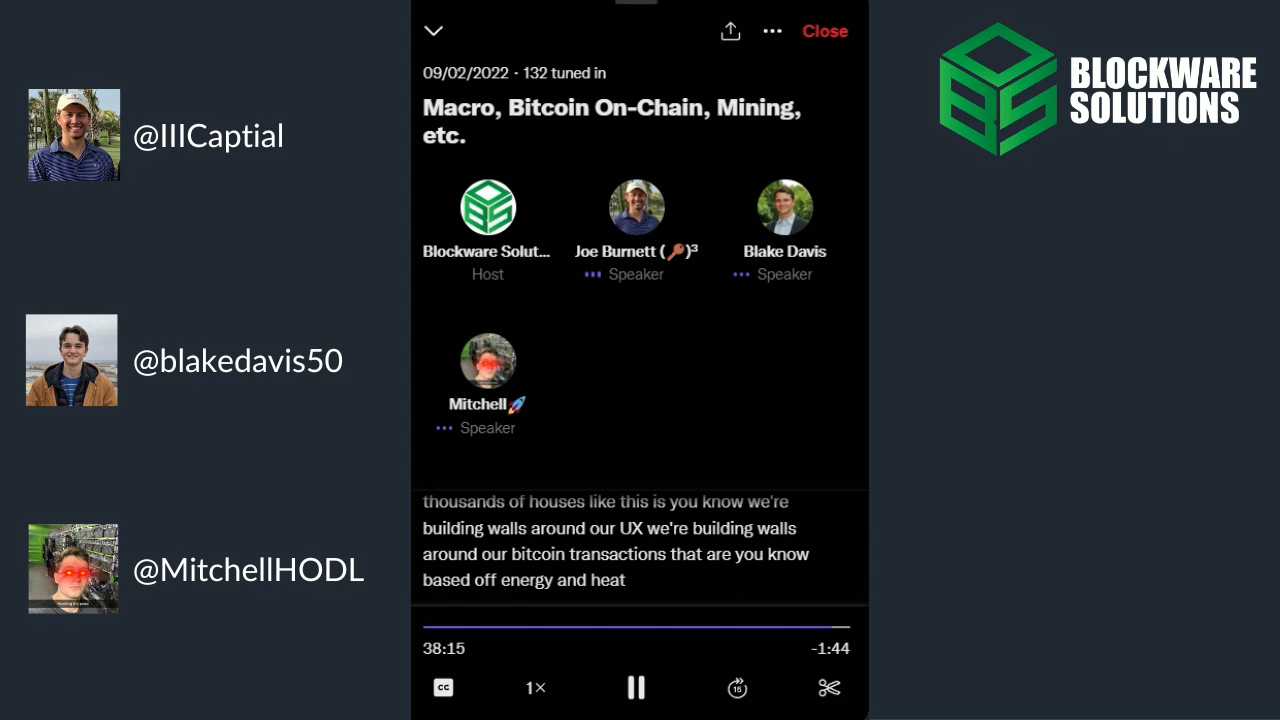 @IIICaptial
@blakedavis50
@MitchellHODL
Close
09/02/2022 · 132 tuned in
Macro, Bitcoin On-Chain, Mining,
etc.
Blockware Solut...
Host
Joe Burnett (🔑)³
Speaker
Blake Davis
Speaker
Mitchell🚀
Speaker
thousands of houses like this is you know we're
building walls around our UX we're building walls
around our bitcoin transactions that are you know
based off energy and heat
38:15
-1:44
CC
1×
15
BLOCKWARE
SOLUTIONS